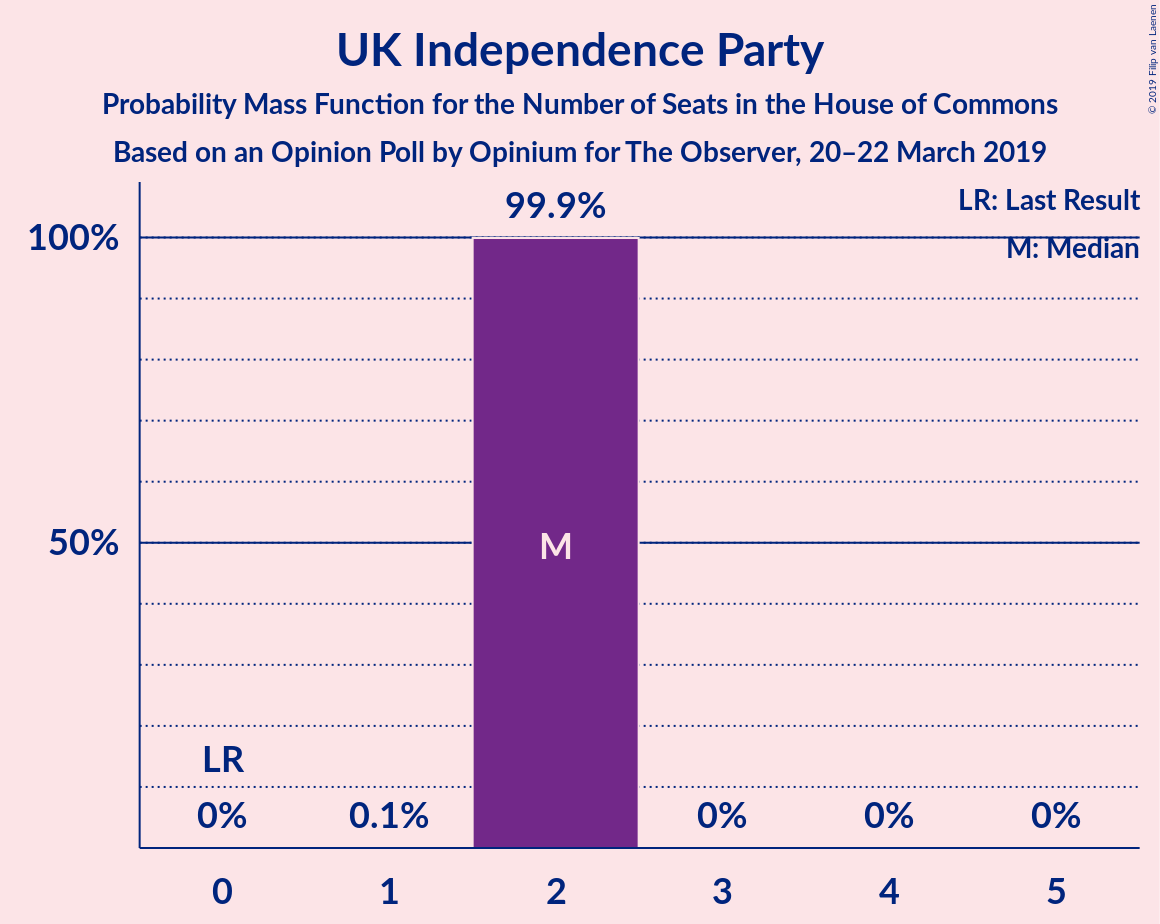 UK Independence Party
Probability Mass Function for the Number of Seats in the House of Commons
Based on an Opinion Poll by Opinium for The Observer, 20–22 March 2019
© 2019 Filip van Laenen
LR: Last Result
M: Median
100%
50%
99.9%
M
LR
0%
0.1%
0%
0%
0%
0
1
2
3
4
5